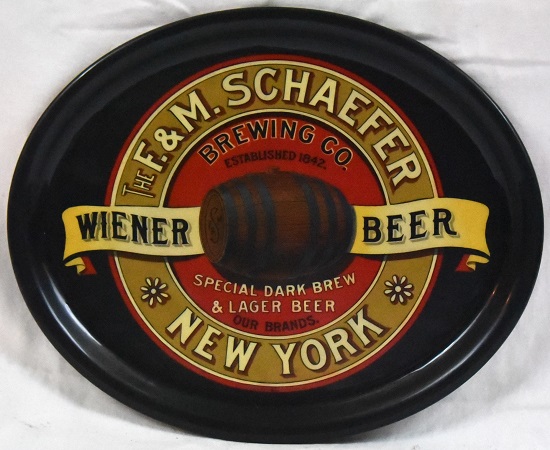 THE F. & M. SCHAEFER
BREWING CO.
ESTABLISHED 1842.
WIENER BEER
SPECIAL DARK BREW
& LAGER BEER
OUR BRANDS.
NEW YORK